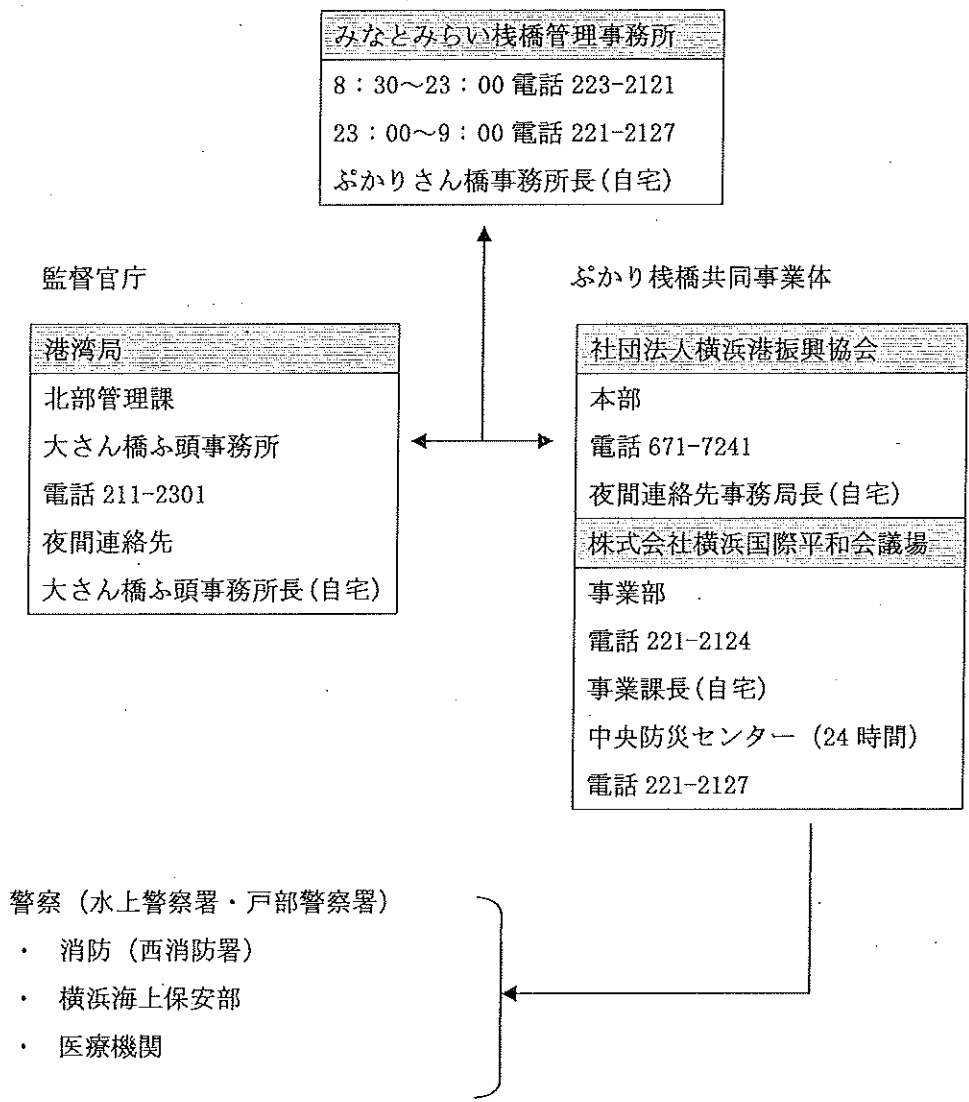 みなとみらい桟橋管理事務所
8：30～23：00 電話 223-2121
23：00～9：00 電話 221-2127
ぷかりさん橋事務所長(自宅)
監督官庁
港湾局
北部管理課
大さん橋ふ頭事務所
電話 211-2301
夜間連絡先
大さん橋ふ頭事務所長(自宅)
ぷかり桟橋共同事業体
社団法人横浜港振興協会
本部
電話 671-7241
夜間連絡先事務局長(自宅)
株式会社横浜国際平和会議場
事業部
電話 221-2124
事業課長(自宅)
中央防災センター（24 時間）
電話 221-2127
警察（水上警察署・戸部警察署）
・ 消防（西消防署）
・ 横浜海上保安部
・ 医療機関